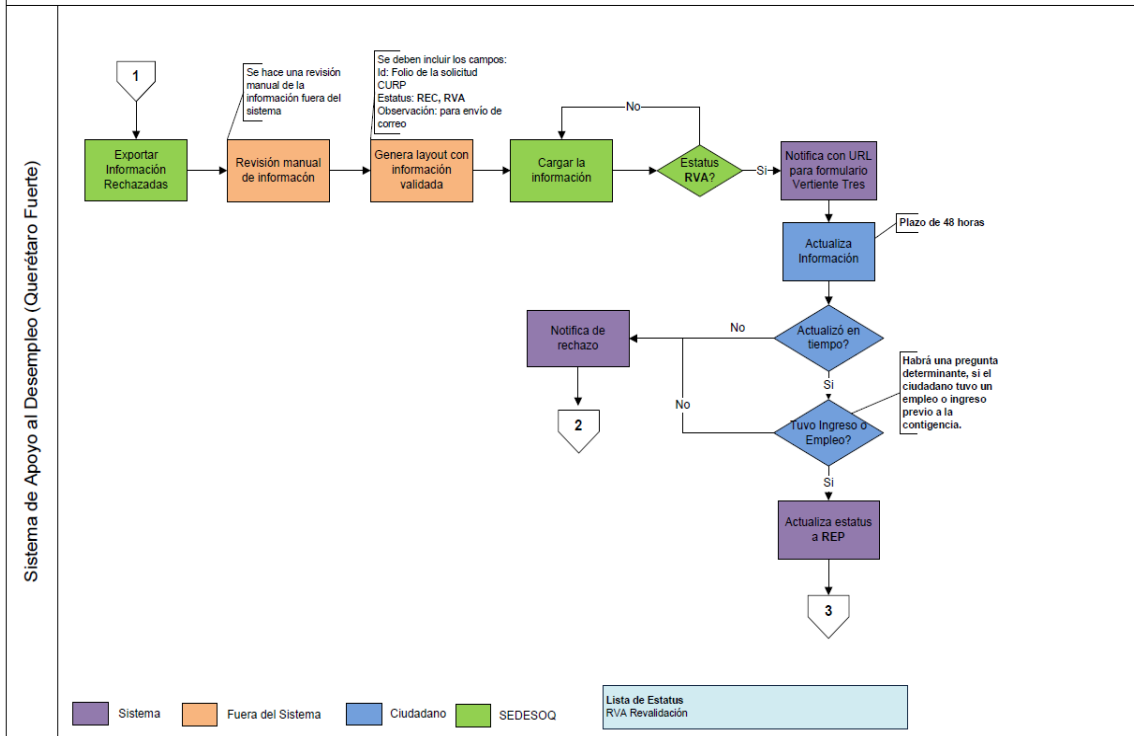 Sistema de Apoyo al Desempleo (Querétaro Fuerte)
1
Se hace una revisión
manual de la
información fuera del
sistema
Se deben incluir los campos:
Id: Folio de la solicitud
CURP
Estatus: REC, RVA
Observación: para envío de
correo
Exportar
Información
Rechazadas
Revisión manual
de informacón
Genera layout con
información
validada
Cargar la
información
No
Estatus
RVA?
Si
Notifica con URL
para formulario
Vertiente Tres
Plazo de 48 horas
Actualiza
Información
Actualizó en
tiempo?
No
Notifica de
rechazo
Si
Habrá una pregunta
determinante, si el
ciudadano tuvo un
empleo o ingreso
previo a la
contigencia.
Tuvo Ingreso o
Empleo?
No
2
Si
Actualiza estatus
a REP
3
Sistema
Fuera del Sistema
Ciudadano
SEDESOQ
Lista de Estatus
RVA Revalidación